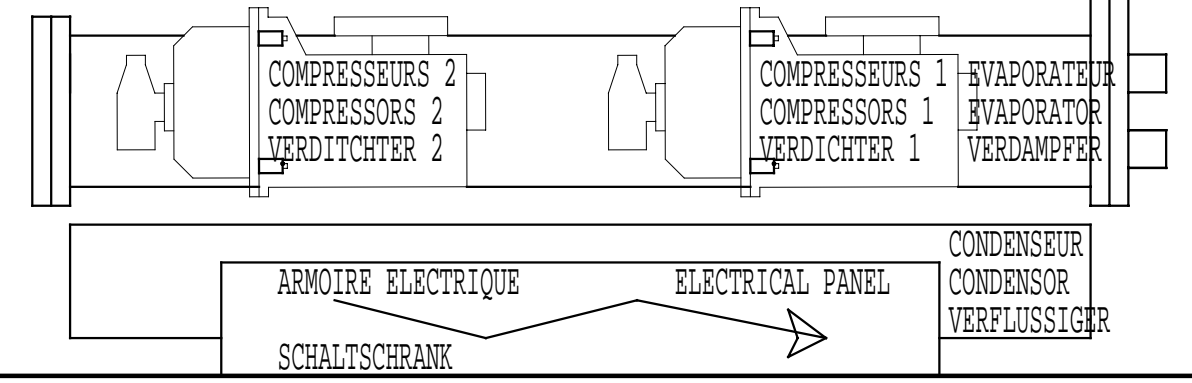 COMPRESSEURS 2
COMPRESSORS 2
VERDITCHTER 2
COMPRESSEURS 1
COMPRESSORS 1
VERDICHTER 1
EVAPORATEUR
EVAPORATOR
VERDAMPFER
CONDENSEUR
CONDENSOR
VERFLUSSIGER
ARMOIRE ELECTRIQUE
ELECTRICAL PANEL
SCHALTSCHRANK